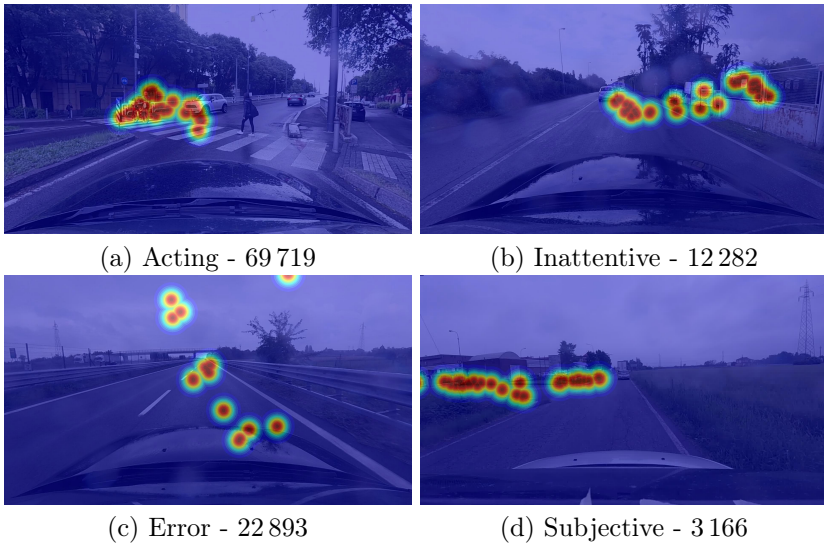 (a) Acting - 69 719
(b) Inattentive - 12 282
(c) Error - 22 893
(d) Subjective - 3 166